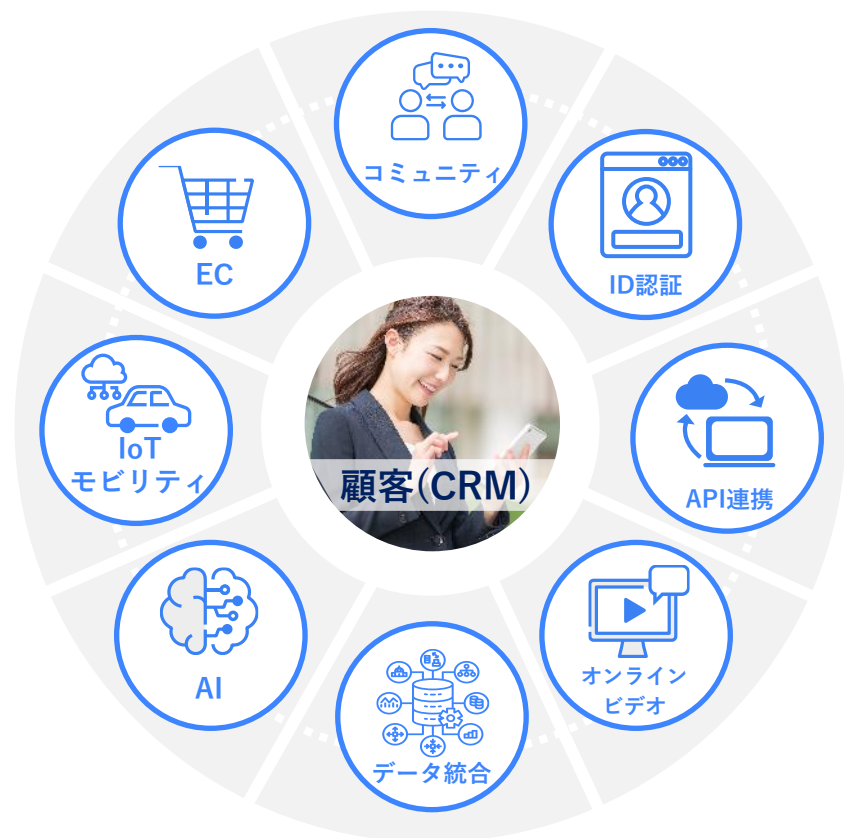 コミュニティ
ID認証
API連携
オンライン
ビデオ
データ統合
AI
IoT
モビリティ
EC
顧客(CRM)